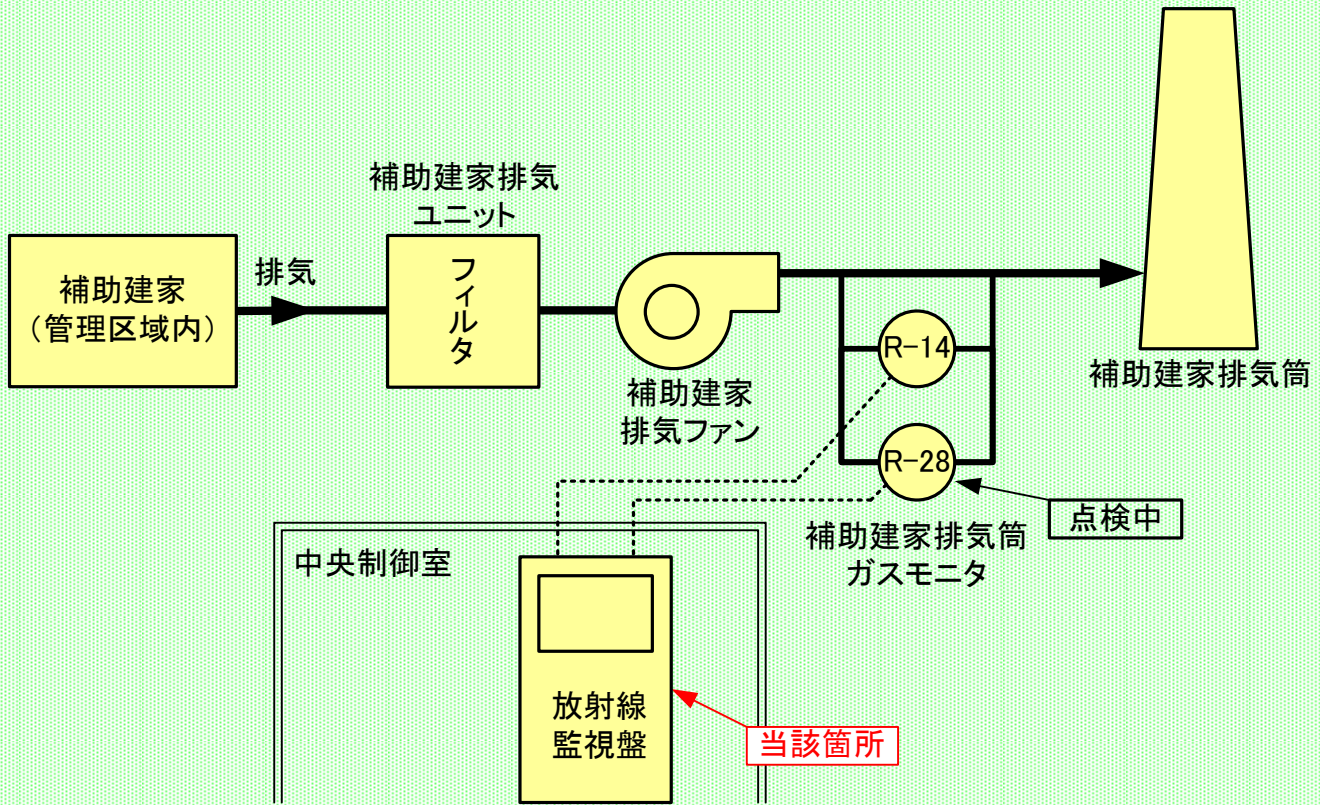 補助建家排気
ユニット
補助建家
(管理区域内)
排気
フィルタ
補助建家
排気ファン
R-14
R-28
補助建家排気筒
点検中
補助建家排気筒
ガスモニタ
中央制御室
放射線
監視盤
当該箇所